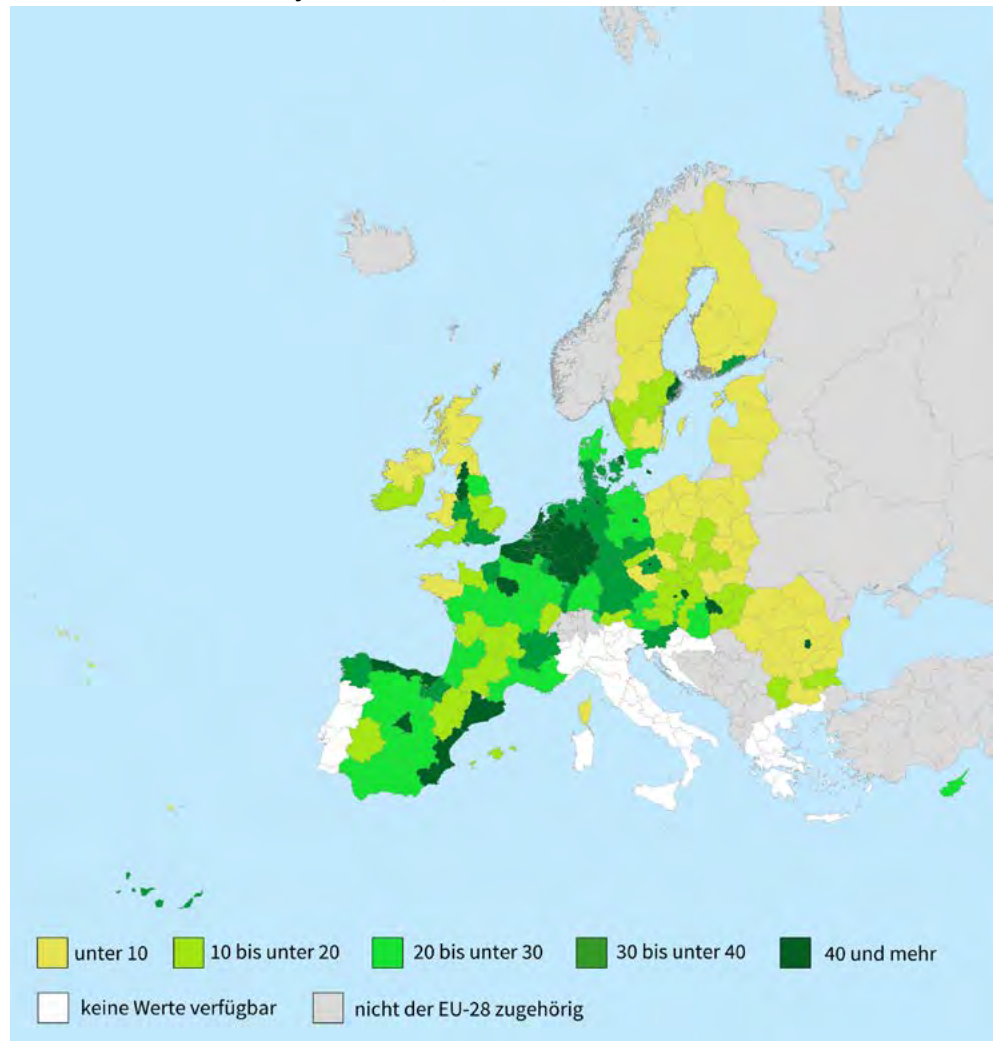 unter 10 10 bis unter 20 20 bis unter 30 30 bis unter 40 40 und mehr
keine Werte verfügbar nicht der EU-28 zugehörig